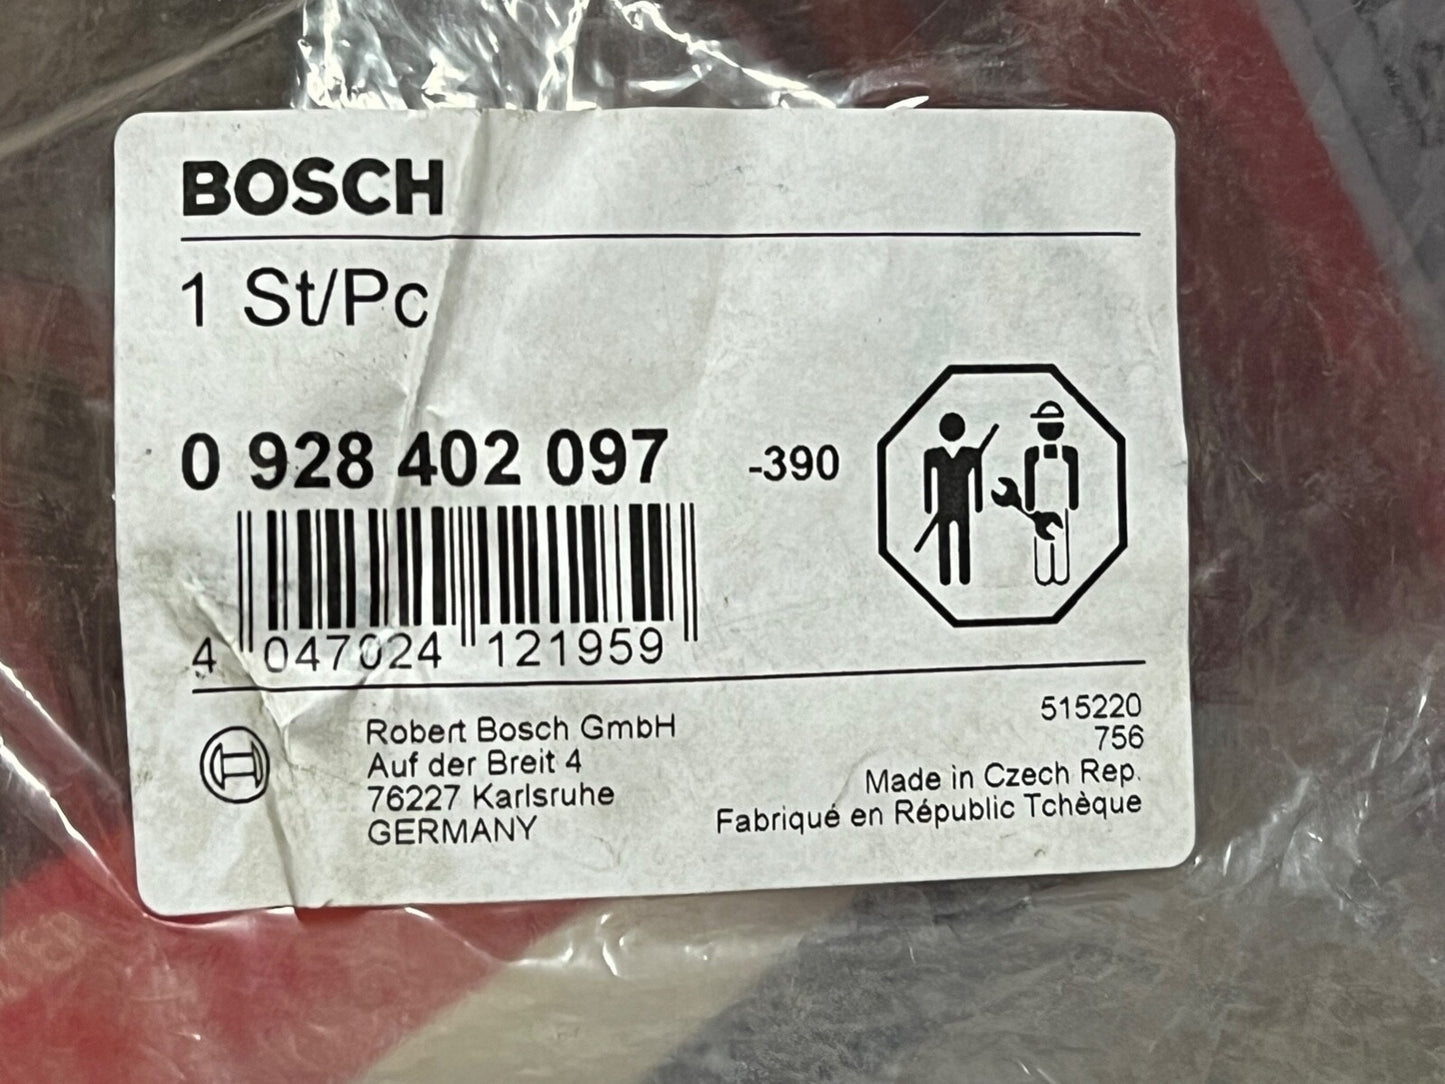 BOSCH
1 St/Pc
0 928 402 097 -390
4 047024 121959
Robert Bosch GmbH
Auf der Breit 4
76227 Karlsruhe
GERMANY
515220
756
Made in Czech Rep.
Fabriqué en Républic Tchèque